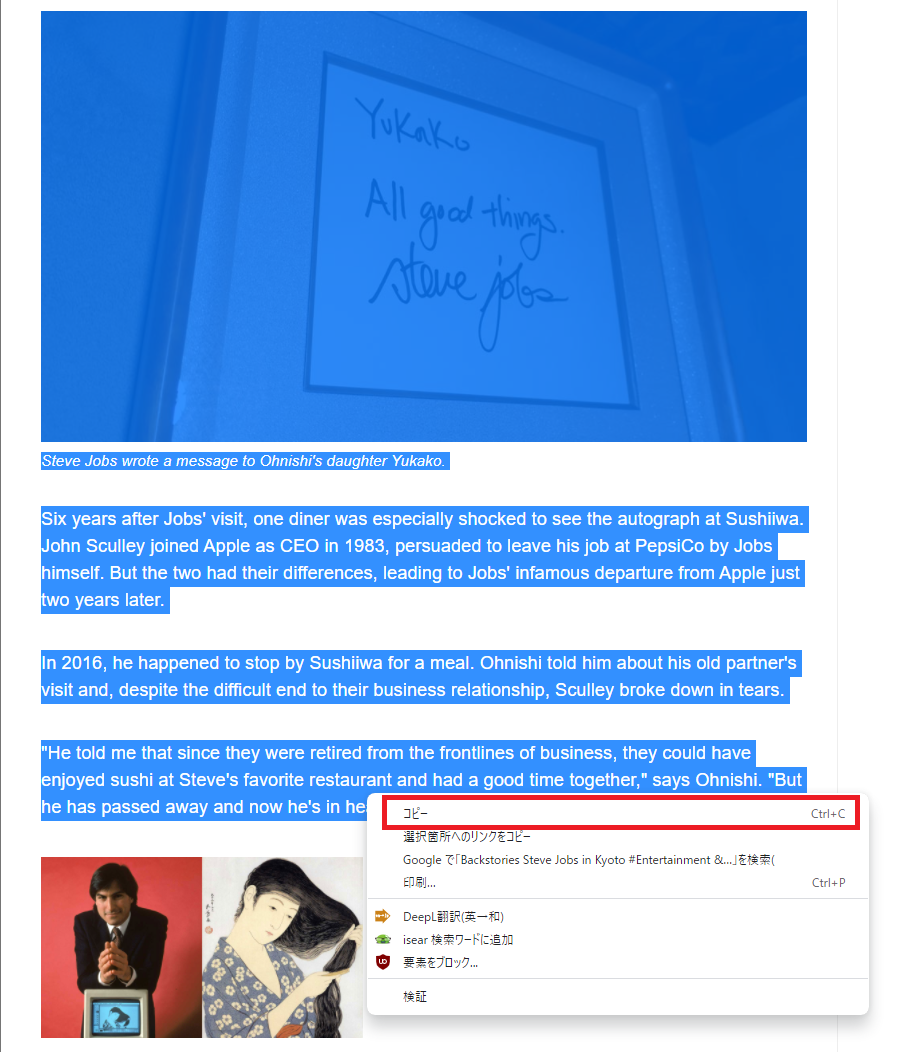 Yukako
All good things.
steve jobs
Steve Jobs wrote a message to Ohnishi's daughter Yukako.
Six years after Jobs' visit, one diner was especially shocked to see the autograph at Sushiiwa.
John Sculley joined Apple as CEO in 1983, persuaded to leave his job at PepsiCo by Jobs
himself. But the two had their differences, leading to Jobs' infamous departure from Apple just
two years later.
In 2016, he happened to stop by Sushiiwa for a meal. Ohnishi told him about his old partner's
visit and, despite the difficult end to their business relationship, Sculley broke down in tears.
"He told me that since they were retired from the frontlines of business, they could have
enjoyed sushi at Steve's favorite restaurant and had a good time together," says Ohnishi. "But
he has passed away and now he's in he
コピー Ctrl+C
選択箇所へのリンクをコピー
Google で「Backstories Steve Jobs in Kyoto #Entertainment &...」を検索(
印刷... Ctrl+P
DeepL翻訳(英→和)
isear 検索ワードに追加
要素をブロック...
検証